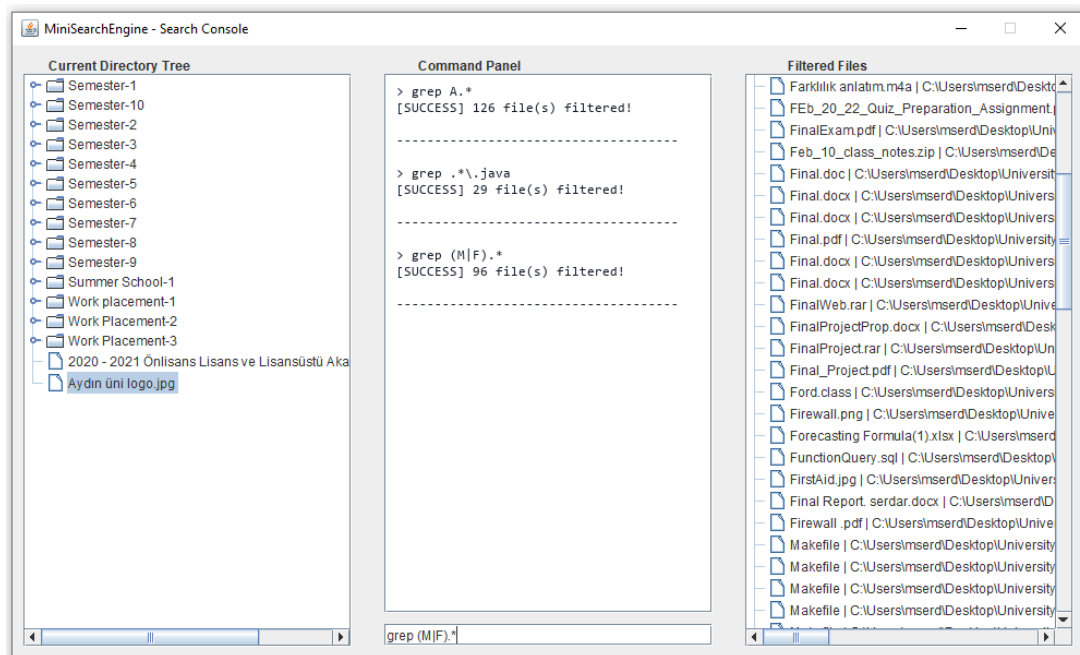 MiniSearchEngine - Search Console
Current Directory Tree
Semester-1
Semester-10
Semester-2
Semester-3
Semester-4
Semester-5
Semester-6
Semester-7
Semester-8
Semester-9
Summer School-1
Work placement-1
Work Placement-2
Work Placement-3
2020 - 2021 Önlisans Lisans ve Lisansüstü Aka
Aydın üni logo.jpg
Command Panel
> grep A.*
[SUCCESS] 126 file(s) filtered!
-------------------------------------
> grep .*\.java
[SUCCESS] 29 file(s) filtered!
-------------------------------------
> grep (M|F).*
[SUCCESS] 96 file(s) filtered!
-------------------------------------
grep (M|F).*
Filtered Files
Farklılık anlatım.m4a | C:\Users\mserd\Deskto
FEb_20_22_Quiz_Preparation_Assignment.
FinalExam.pdf | C:\Users\mserd\Desktop\Uni
Feb_10_class_notes.zip | C:\Users\mserd\De
Final.doc | C:\Users\mserd\Desktop\Universit
Final.docx | C:\Users\mserd\Desktop\Univers
Final.docx | C:\Users\mserd\Desktop\Univers
Final.pdf | C:\Users\mserd\Desktop\University
Final.docx | C:\Users\mserd\Desktop\Univers
Final.docx | C:\Users\mserd\Desktop\Univers
FinalWeb.rar | C:\Users\mserd\Desktop\Unive
FinalProjectProp.docx | C:\Users\mserd\Desk
FinalProject.rar | C:\Users\mserd\Desktop\Un
Final_Project.pdf | C:\Users\mserd\Desktop\U
Ford.class | C:\Users\mserd\Desktop\Univers
Firewall.png | C:\Users\mserd\Desktop\Unive
Forecasting Formula(1).xlsx | C:\Users\mserd
FunctionQuery.sql | C:\Users\mserd\Desktop\
FirstAid.jpg | C:\Users\mserd\Desktop\Univer
Final Report. serdar.docx | C:\Users\mserd\D
Firewall .pdf | C:\Users\mserd\Desktop\Unive
Makefile | C:\Users\mserd\Desktop\University
Makefile | C:\Users\mserd\Desktop\University
Makefile | C:\Users\mserd\Desktop\University
Makefile | C:\Users\mserd\Desktop\University